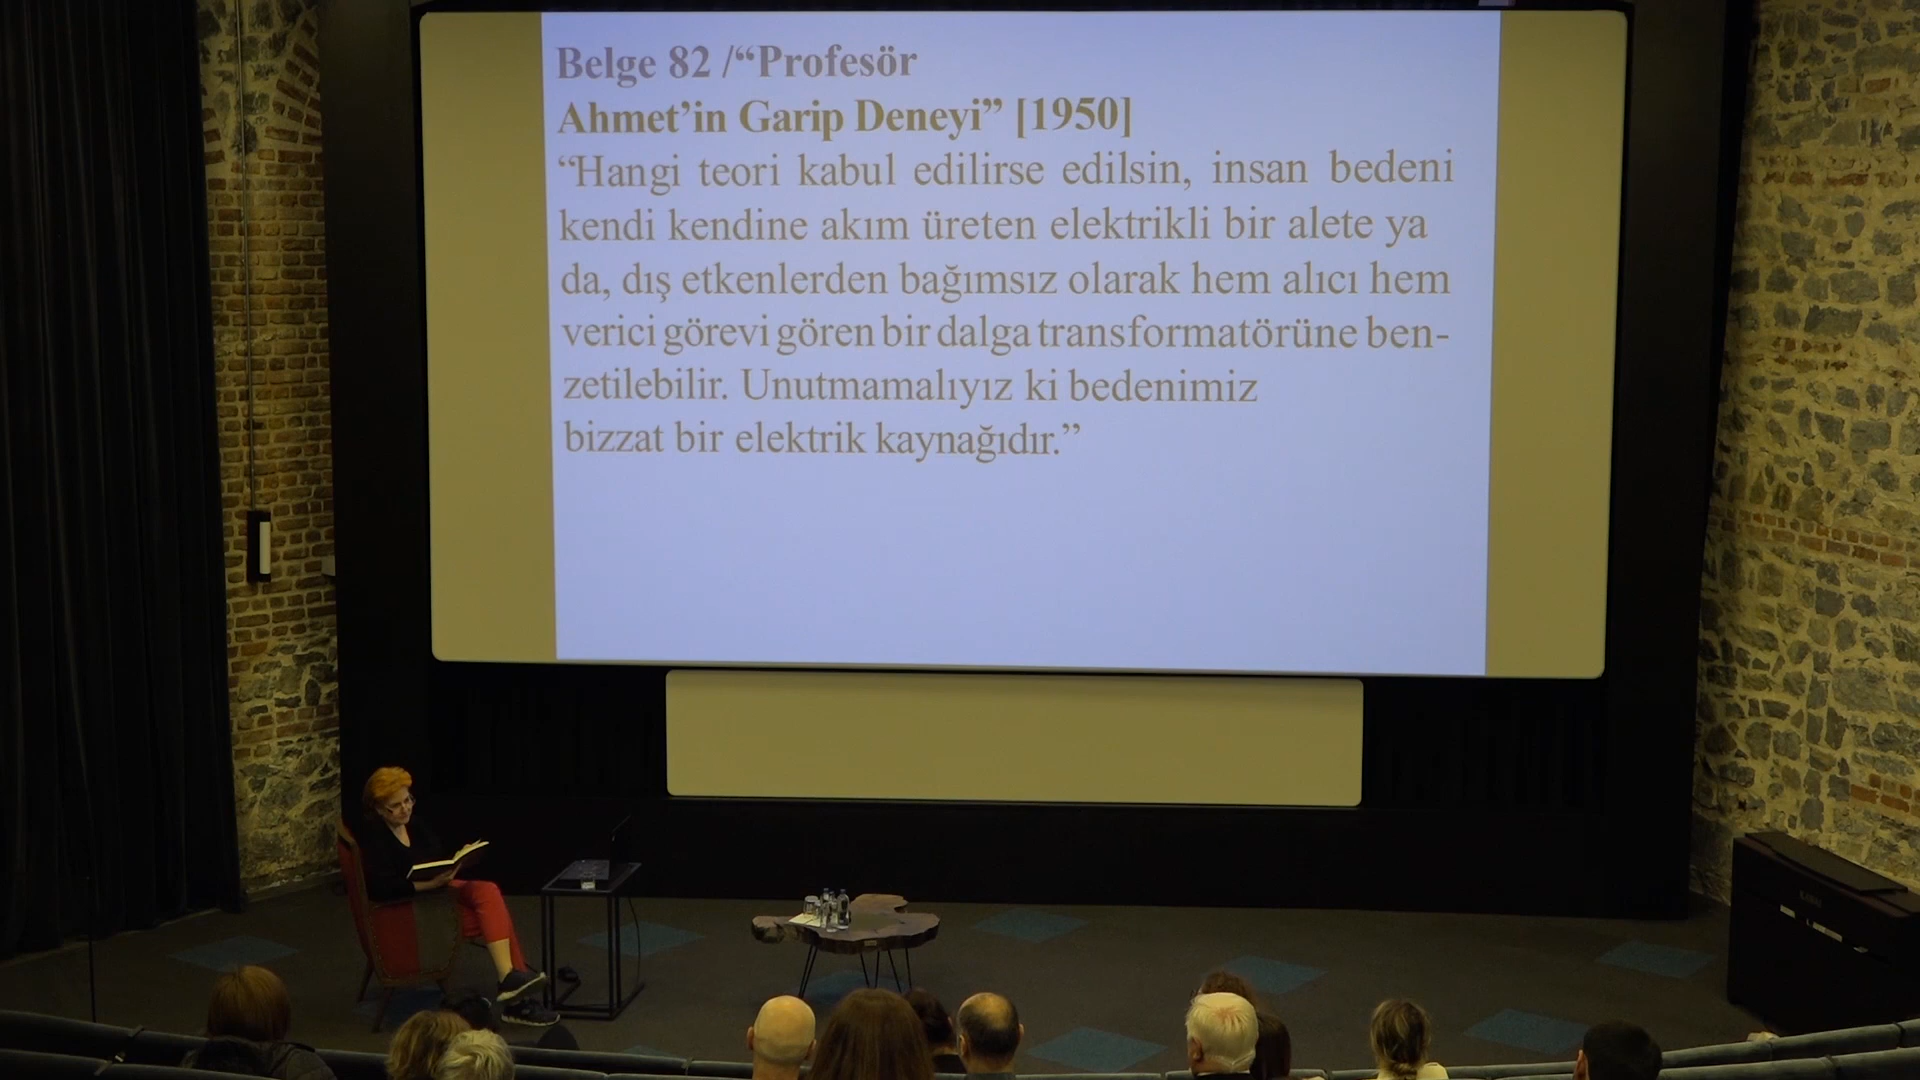 Belge 82 /“Profesör
Ahmet’in Garip Deneyi” [1950]
“Hangi teori kabul edilirse edilsin, insan bedeni
kendi kendine akım üreten elektrikli bir alete ya
da, dış etkenlerden bağımsız olarak hem alıcı hem
verici görevi gören bir dalga transformatörüne ben-
zetilebilir. Unutmamalıyız ki bedenimiz
bizzat bir elektrik kaynağıdır.”
KAWAI